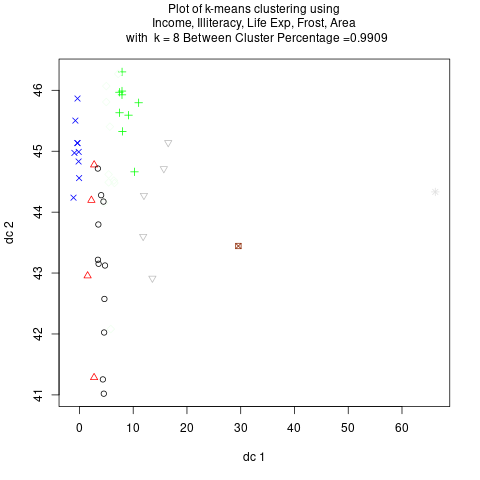 Plot of k-means clustering using
Income, Illiteracy, Life Exp, Frost, Area
with k = 8 Between Cluster Percentage =0.9909
46
45
44
43
42
41
dc 2
0 10 20 30 40 50 60
dc 1